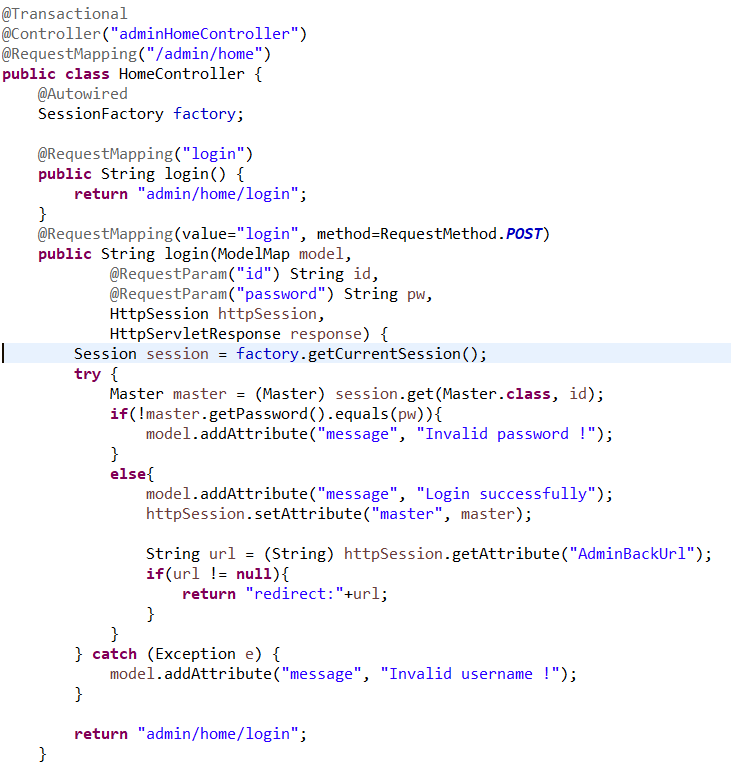 @Transactional
@Controller("adminHomeController")
@RequestMapping("/admin/home")
public class HomeController {
    @Autowired
    SessionFactory factory;

    @RequestMapping("login")
    public String login() {
        return "admin/home/login";
    }
    @RequestMapping(value="login", method=RequestMethod.POST)
    public String login(ModelMap model,
            @RequestParam("id") String id,
            @RequestParam("password") String pw,
            HttpSession httpSession,
            HttpServletResponse response) {
        Session session = factory.getCurrentSession();
        try {
            Master master = (Master) session.get(Master.class, id);
            if(!master.getPassword().equals(pw)){
                model.addAttribute("message", "Invalid password !");
            }
            else{
                model.addAttribute("message", "Login successfully");
                httpSession.setAttribute("master", master);

                String url = (String) httpSession.getAttribute("AdminBackUrl");
                if(url != null){
                    return "redirect:"+url;
                }
            }
        } catch (Exception e) {
            model.addAttribute("message", "Invalid username !");
        }

        return "admin/home/login";
    }